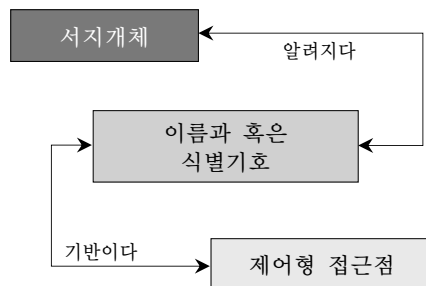 서지개체
알려지다
이름과 혹은
식별기호
기반이다
제어형 접근점